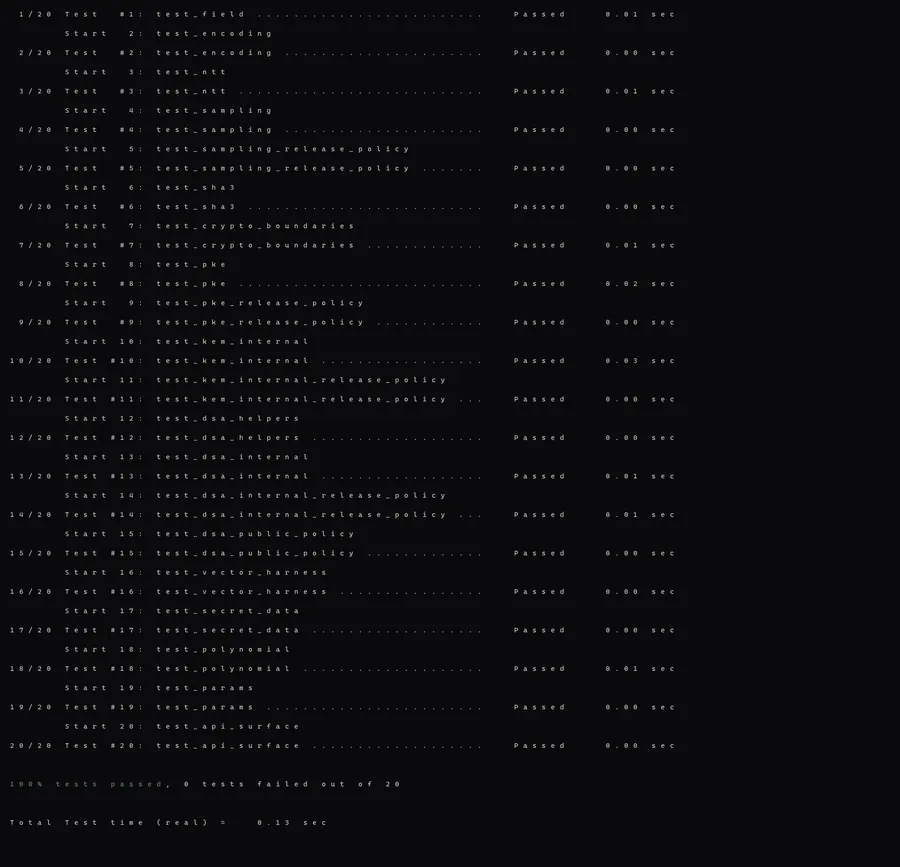 1/20 Test #1: test_field ......................... Passed 0.01 sec
Start 2: test_encoding
2/20 Test #2: test_encoding ...................... Passed 0.00 sec
Start 3: test_ntt
3/20 Test #3: test_ntt ........................... Passed 0.01 sec
Start 4: test_sampling
4/20 Test #4: test_sampling ...................... Passed 0.00 sec
Start 5: test_sampling_release_policy
5/20 Test #5: test_sampling_release_policy ....... Passed 0.00 sec
Start 6: test_sha3
6/20 Test #6: test_sha3 .......................... Passed 0.00 sec
Start 7: test_crypto_boundaries
7/20 Test #7: test_crypto_boundaries ............. Passed 0.01 sec
Start 8: test_pke
8/20 Test #8: test_pke ........................... Passed 0.02 sec
Start 9: test_pke_release_policy
9/20 Test #9: test_pke_release_policy ............ Passed 0.00 sec
Start 10: test_kem_internal
10/20 Test #10: test_kem_internal .................. Passed 0.03 sec
Start 11: test_kem_internal_release_policy
11/20 Test #11: test_kem_internal_release_policy ... Passed 0.00 sec
Start 12: test_dsa_helpers
12/20 Test #12: test_dsa_helpers ................... Passed 0.00 sec
Start 13: test_dsa_internal
13/20 Test #13: test_dsa_internal .................. Passed 0.01 sec
Start 14: test_dsa_internal_release_policy
14/20 Test #14: test_dsa_internal_release_policy ... Passed 0.01 sec
Start 15: test_dsa_public_policy
15/20 Test #15: test_dsa_public_policy ............. Passed 0.00 sec
Start 16: test_vector_harness
16/20 Test #16: test_vector_harness ................ Passed 0.00 sec
Start 17: test_secret_data
17/20 Test #17: test_secret_data ................... Passed 0.00 sec
Start 18: test_polynomial
18/20 Test #18: test_polynomial .................... Passed 0.01 sec
Start 19: test_params
19/20 Test #19: test_params ........................ Passed 0.00 sec
Start 20: test_api_surface
20/20 Test #20: test_api_surface ................... Passed 0.00 sec
100% tests passed, 0 tests failed out of 20
Total Test time (real) = 0.13 sec